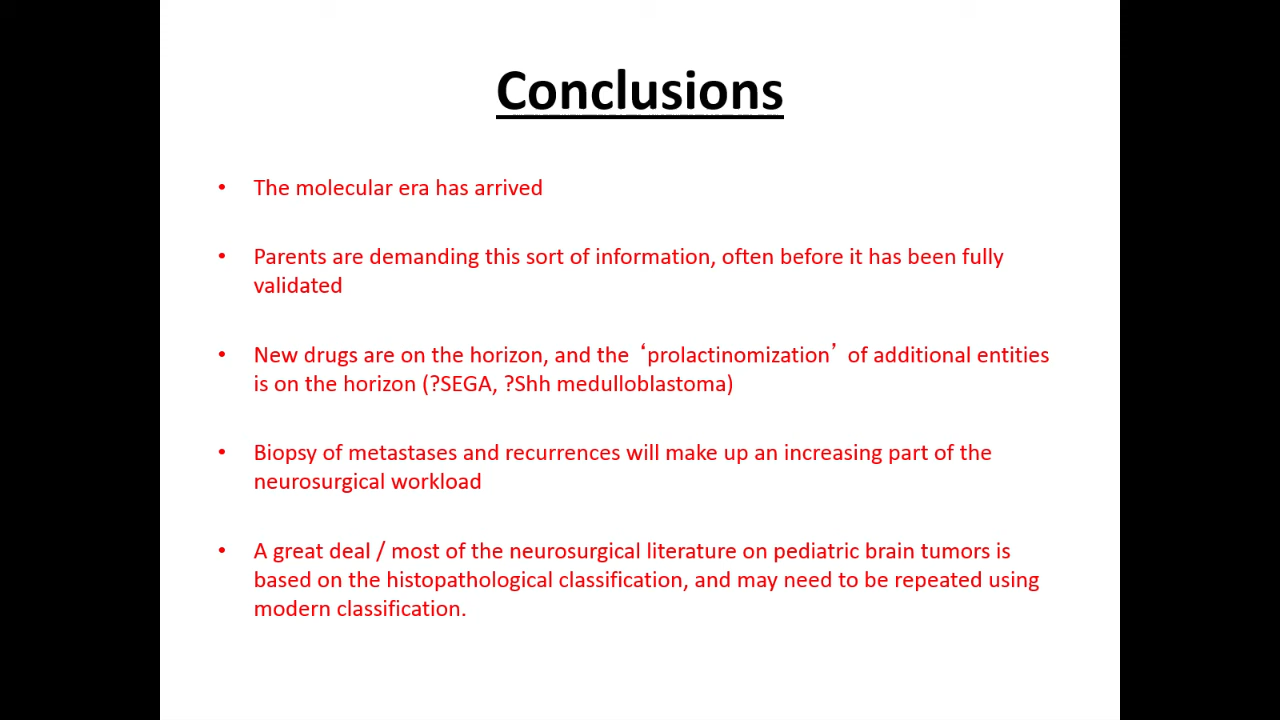 Conclusions
• The molecular era has arrived
• Parents are demanding this sort of information, often before it has been fully
validated
• New drugs are on the horizon, and the ‘prolactinomization’ of additional entities
is on the horizon (?SEGA, ?Shh medulloblastoma)
• Biopsy of metastases and recurrences will make up an increasing part of the
neurosurgical workload
• A great deal / most of the neurosurgical literature on pediatric brain tumors is
based on the histopathological classification, and may need to be repeated using
modern classification.